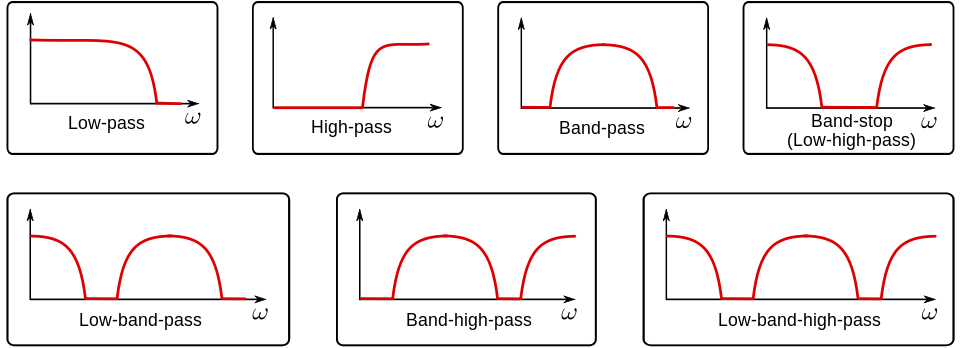 Low-pass ω
High-pass ω
Band-pass ω
Band-stop ω
(Low-high-pass)
Low-band-pass ω
Band-high-pass ω
Low-band-high-pass ω